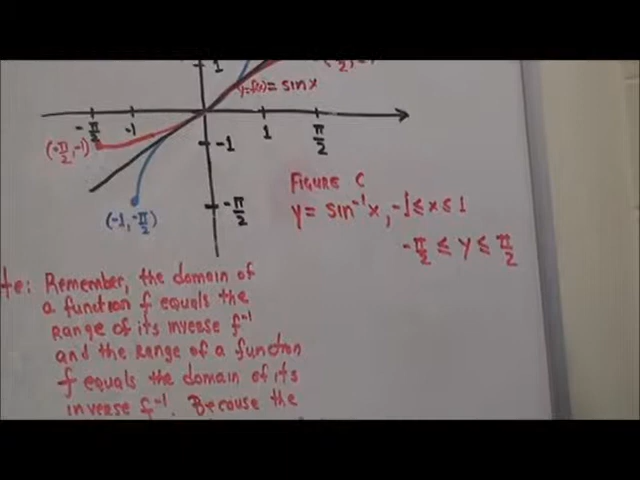 1
y=f(x)= sin x
-π/2 -1 1 π/2
(-π/2, -1) -1
-π/2
(-1, -π/2)
FIGURE C
y = sin⁻¹x, -1 ≤ x ≤ 1
-π/2 ≤ y ≤ π/2
te: Remember, the domain of
a function f equals the
range of its inverse f⁻¹
and the range of a function
f equals the domain of its
inverse f⁻¹. Because the